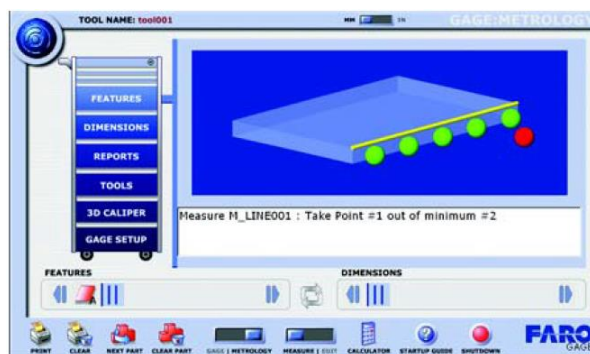 TOOL NAME: tool001
MM IN
GAGE:METROLOGY
FEATURES
DIMENSIONS
REPORTS
TOOLS
3D CALIPER
GAGE SETUP
Measure M_LINE001 : Take Point #1 out of minimum #2
FEATURES
DIMENSIONS
A
PRINT
CLEAR
NEXT PART
CLEAR PART
GAGE | METROLOGY
MEASURE | EDIT
CALCULATOR
STARTUP GUIDE
SHUTDOWN
FARO
GAGE